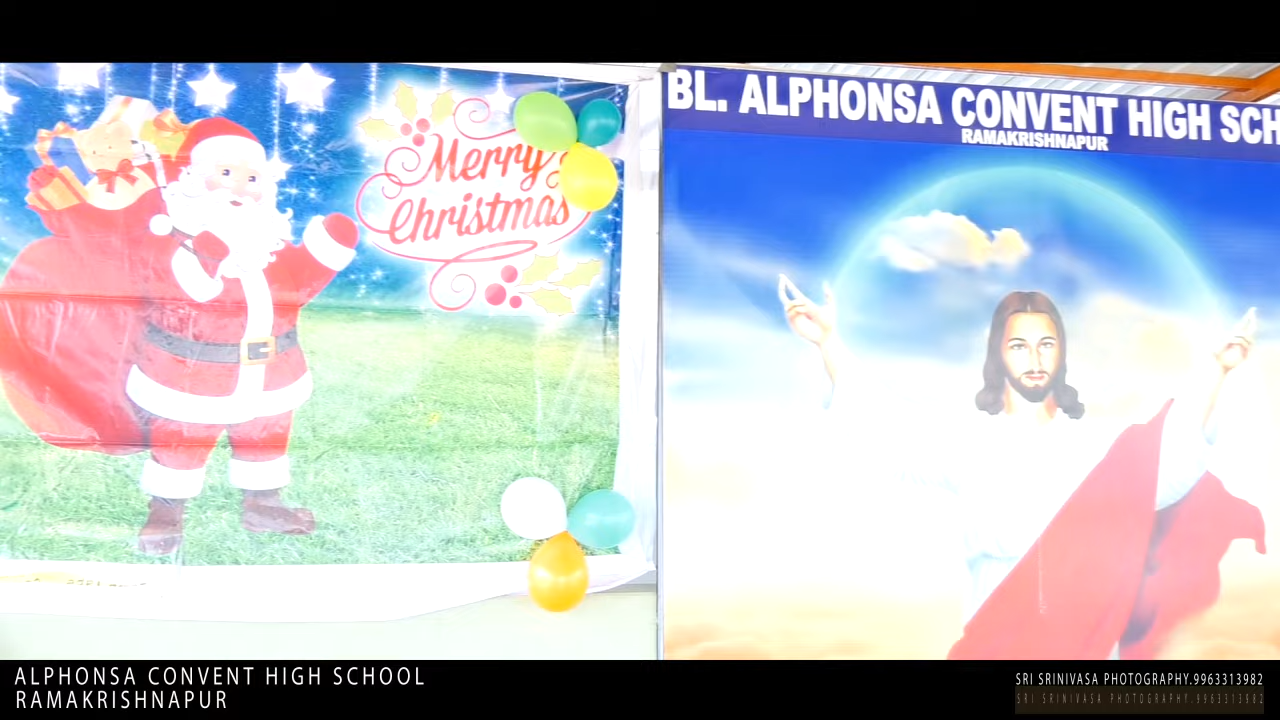 Merry
Christmas
BL. ALPHONSA CONVENT HIGH SCH
RAMAKRISHNAPUR
ALPHONSA CONVENT HIGH SCHOOL
RAMAKRISHNAPUR
SRI SRINIVASA PHOTOGRAPHY.9963313982
SRI SRINIVASA PHOTOGRAPHY.9963313982